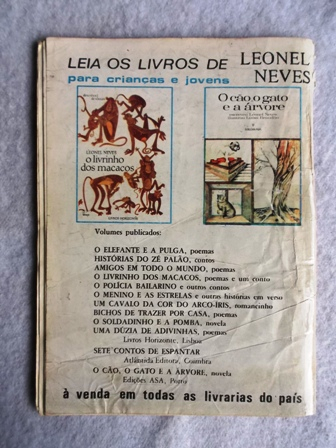 LEIA OS LIVROS DE LEONEL NEVES
para crianças e jovens
LEONEL NEVES
o livrinho
dos macacos
LIVROS HORIZONTE
O cão, o gato
e a árvore
Volumes publicados:
O ELEFANTE E A PULGA, poemas
HISTÓRIAS DO ZÉ PALÃO, contos
AMIGOS EM TODO O MUNDO, poemas
O LIVRINHO DOS MACACOS, poemas e um conto
O POLÍCIA BAILARINO e outros contos
O MENINO E AS ESTRELAS e outras histórias em verso
UM CAVALO DA COR DO ARCO-ÍRIS, romancinho
BICHOS DE TRAZER POR CASA, poemas
O SOLDADINHO E A POMBA, novela
UMA DÚZIA DE ADIVINHAS, poemas
Livros Horizonte, Lisboa
SETE CONTOS DE ESPANTAR
Atlântida Editora, Coimbra
O CÃO, O GATO E A ÁRVORE, novela
Edições ASA, Porto
à venda em todas as livrarias do país